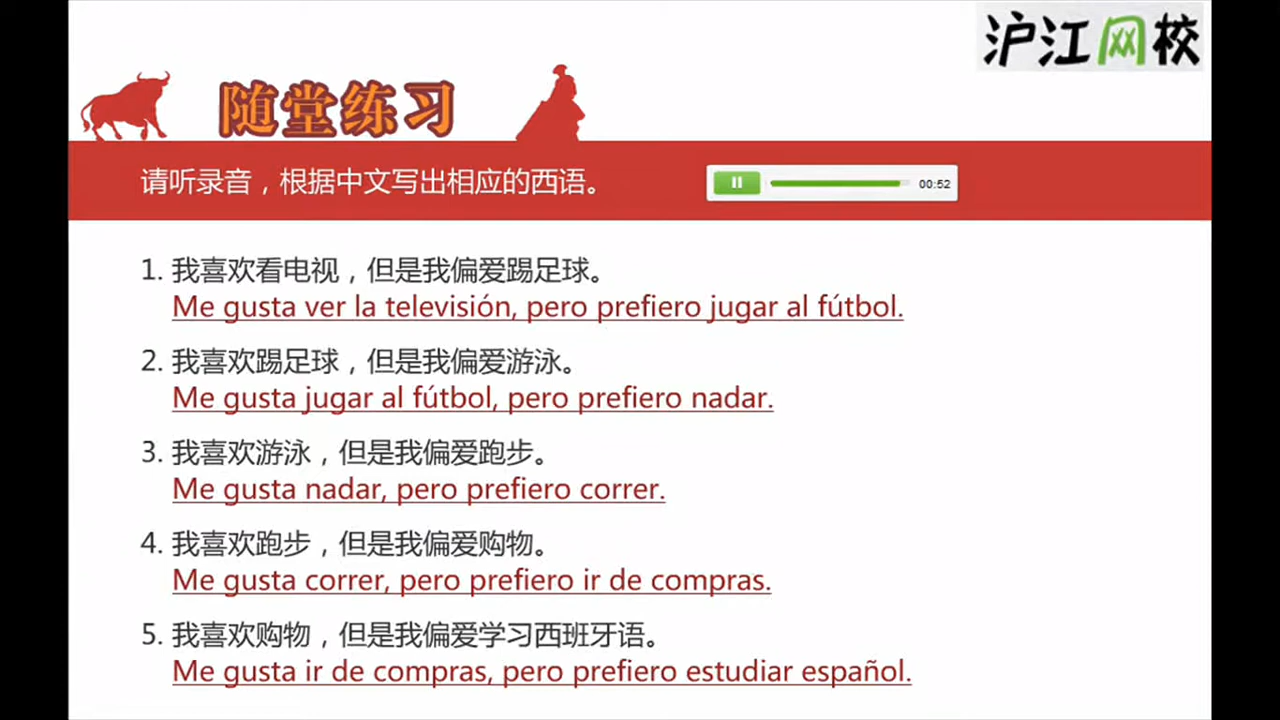 沪江网校
随堂练习
请听录音，根据中文写出相应的西语。
00:52
1. 我喜欢看电视，但是我偏爱踢足球。
Me gusta ver la televisión, pero prefiero jugar al fútbol.
2. 我喜欢踢足球，但是我偏爱游泳。
Me gusta jugar al fútbol, pero prefiero nadar.
3. 我喜欢游泳，但是我偏爱跑步。
Me gusta nadar, pero prefiero correr.
4. 我喜欢跑步，但是我偏爱购物。
Me gusta correr, pero prefiero ir de compras.
5. 我喜欢购物，但是我偏爱学习西班牙语。
Me gusta ir de compras, pero prefiero estudiar español.